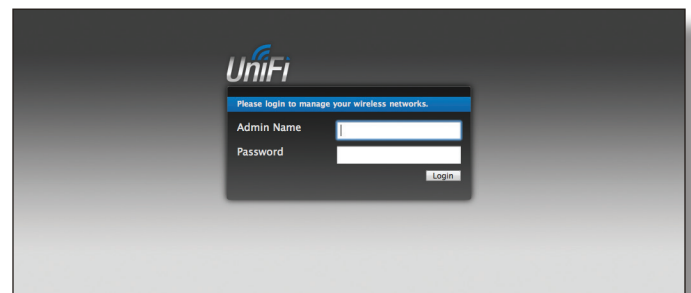 UniFi
Please login to manage your wireless networks.
Admin Name
Password
Login